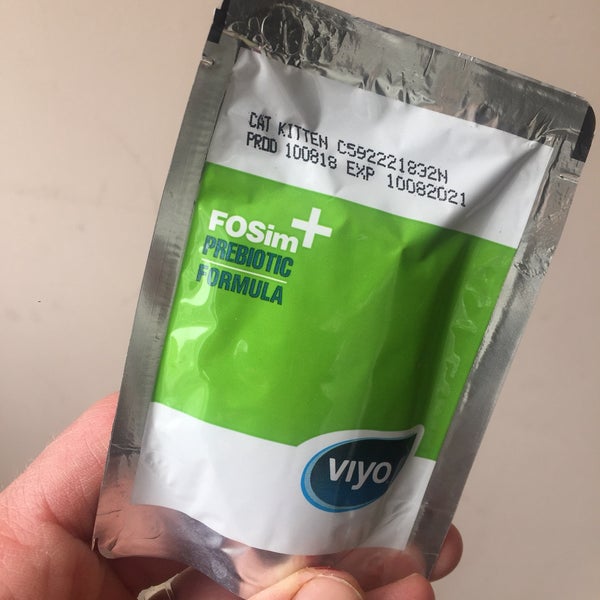 CAT KITTEN C592221832N
PROD 100818 EXP 10082021
FOSim+
PREBIOTIC
FORMULA
VIYO